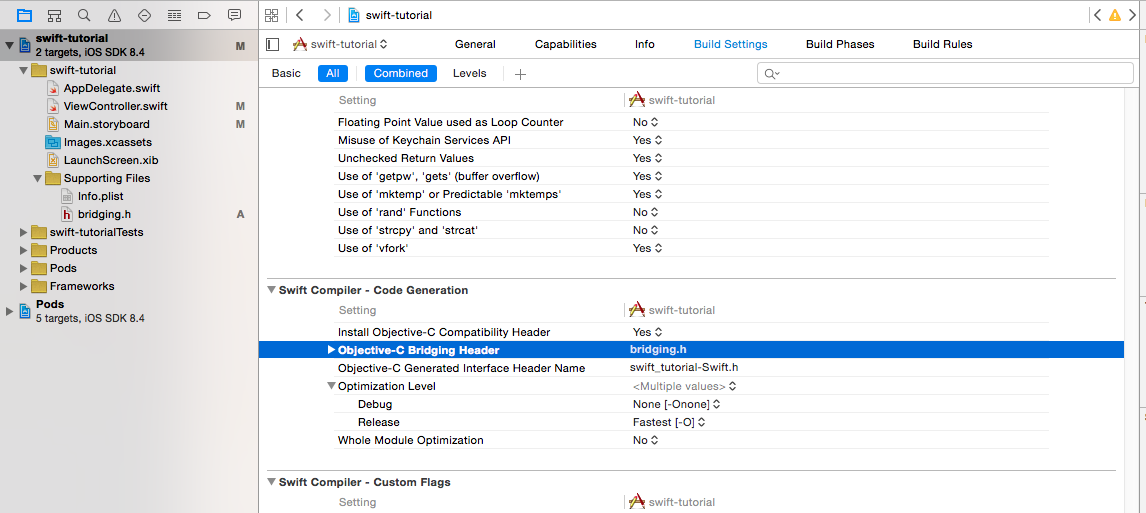 swift-tutorial
swift-tutorial
2 targets, iOS SDK 8.4
M
swift-tutorial
AppDelegate.swift
ViewController.swift M
Main.storyboard M
Images.xcassets
LaunchScreen.xib
Supporting Files
Info.plist
bridging.h A
swift-tutorialTests
Products
Pods
Frameworks
Pods
5 targets, iOS SDK 8.4
swift-tutorial General Capabilities Info Build Settings Build Phases Build Rules
Basic All Combined Levels
Setting swift-tutorial
Floating Point Value used as Loop Counter No
Misuse of Keychain Services API Yes
Unchecked Return Values Yes
Use of 'getpw', 'gets' (buffer overflow) Yes
Use of 'mktemp' or Predictable 'mktemps' Yes
Use of 'rand' Functions No
Use of 'strcpy' and 'strcat' No
Use of 'vfork' Yes
Swift Compiler - Code Generation
Setting swift-tutorial
Install Objective-C Compatibility Header Yes
Objective-C Bridging Header bridging.h
Objective-C Generated Interface Header Name swift_tutorial-Swift.h
Optimization Level <Multiple values>
Debug None [-Onone]
Release Fastest [-O]
Whole Module Optimization No
Swift Compiler - Custom Flags
Setting swift-tutorial